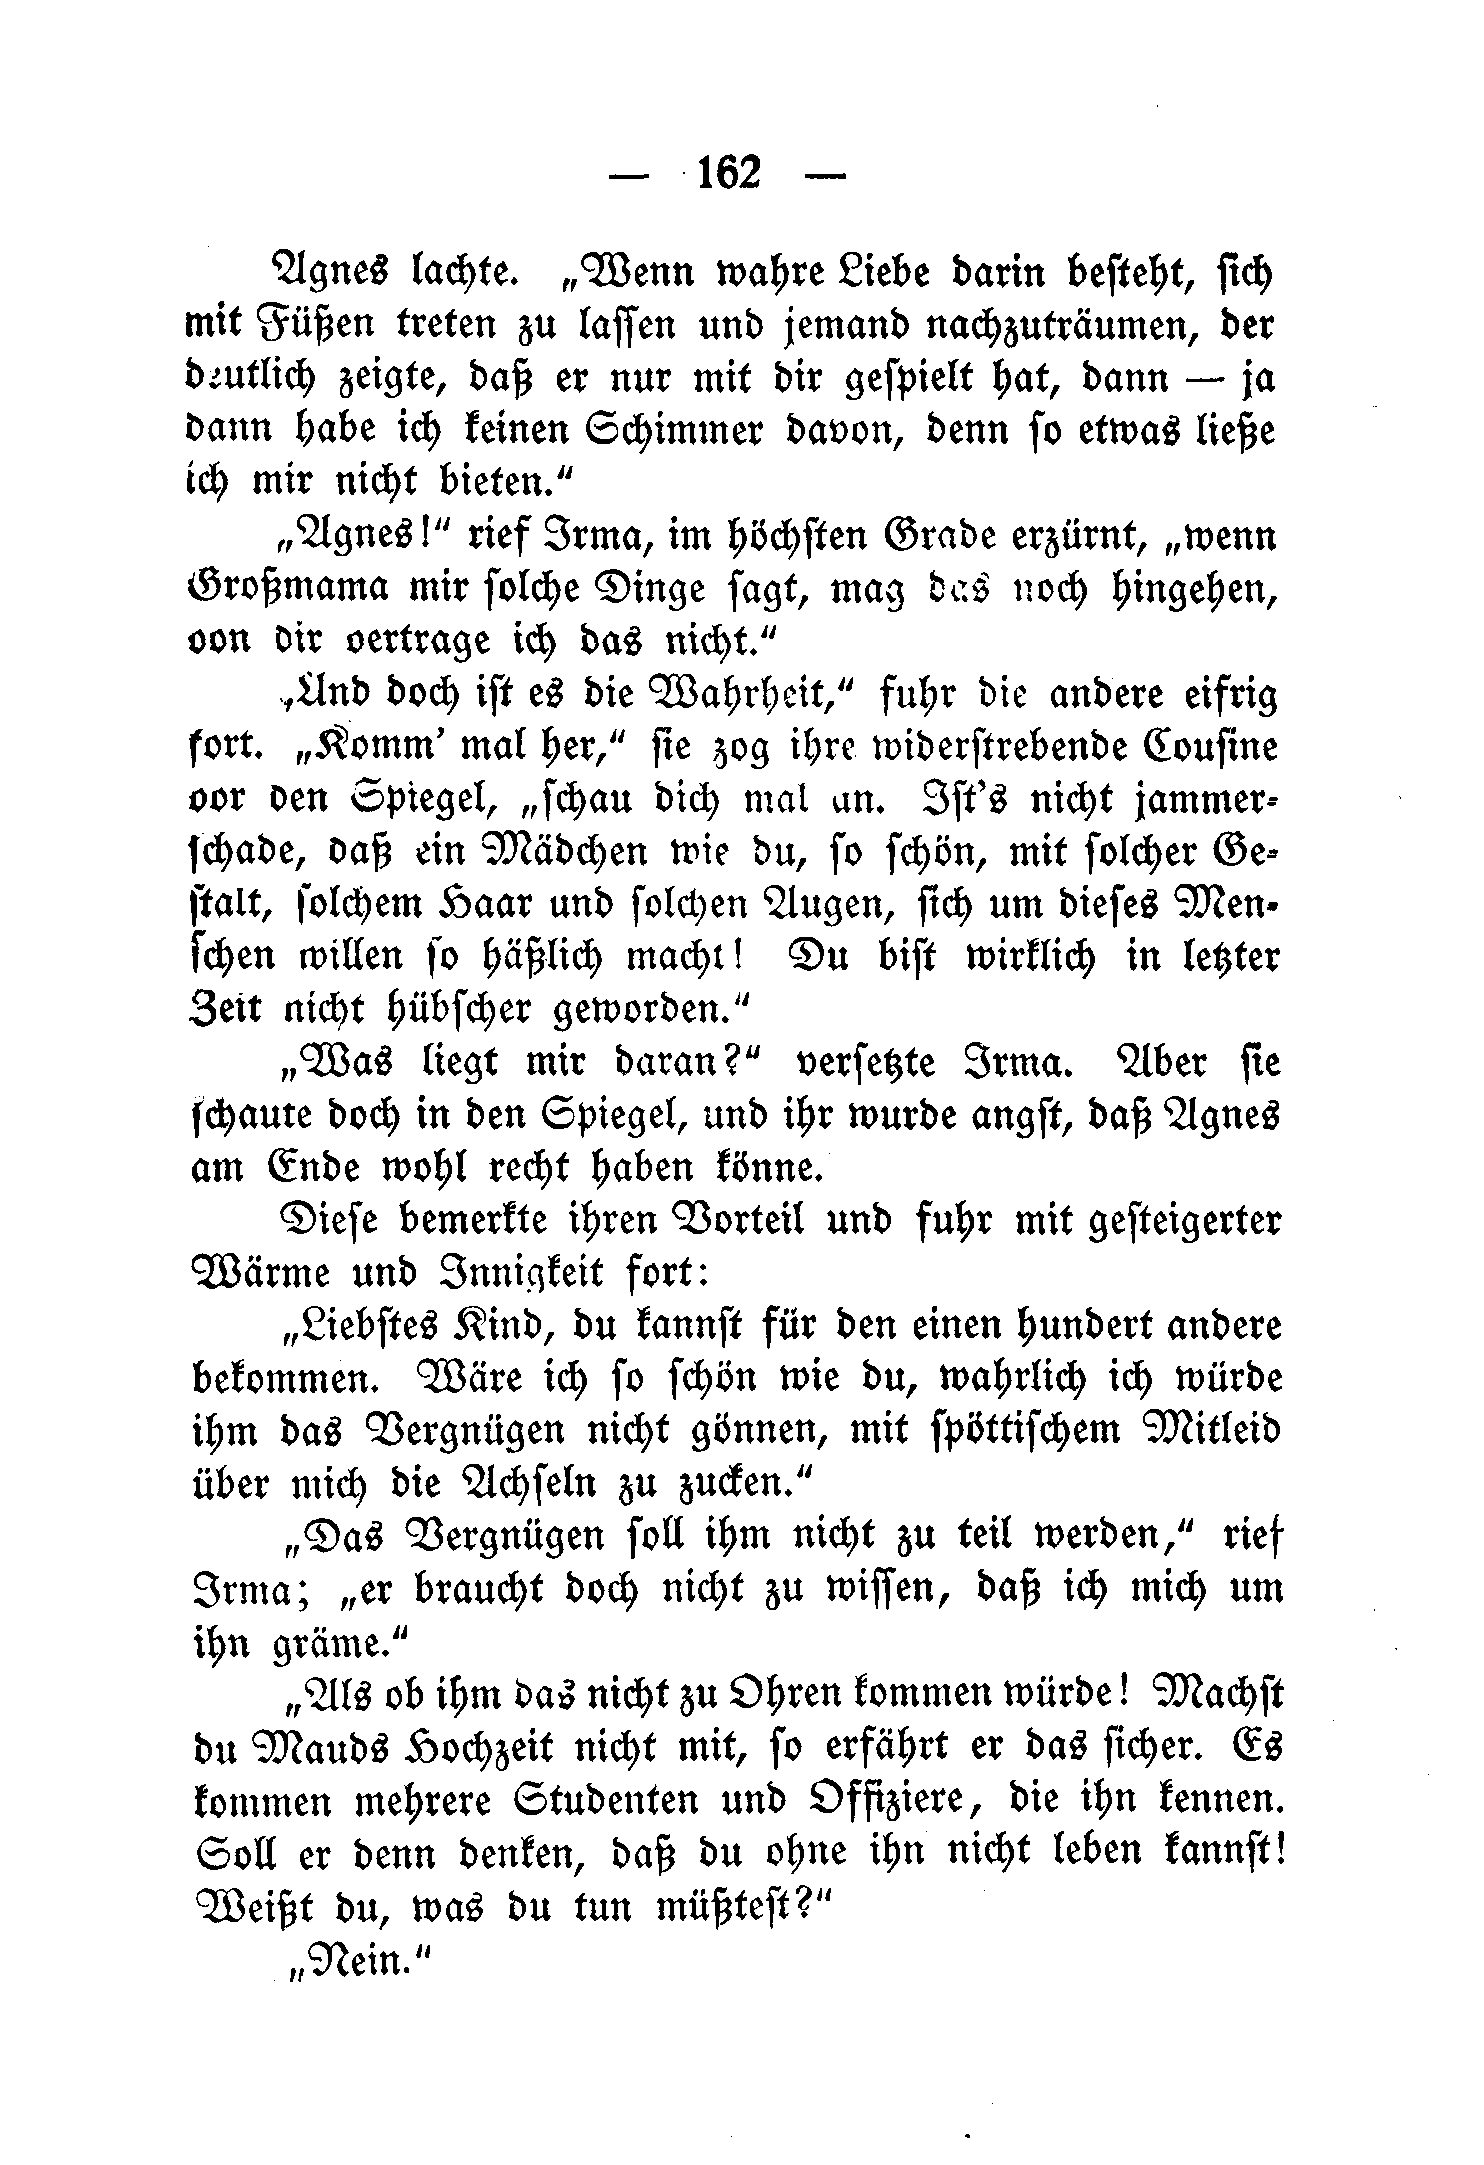 — 162 —
Agnes lachte. „Wenn wahre Liebe darin besteht, sich
mit Füßen treten zu lassen und jemand nachzuträumen, der
deutlich zeigte, daß er nur mit dir gespielt hat, dann — ja
dann habe ich keinen Schimmer davon, denn so etwas ließe
ich mir nicht bieten.“
„Agnes!“ rief Irma, im höchsten Grade erzürnt, „wenn
Großmama mir solche Dinge sagt, mag das noch hingehen,
von dir vertrage ich das nicht.“
„Und doch ist es die Wahrheit,“ fuhr die andere eifrig
fort. „Komm' mal her,“ sie zog ihre widerstrebende Cousine
vor den Spiegel, „schau dich mal an. Ist's nicht jammer-
schade, daß ein Mädchen wie du, so schön, mit solcher Ge-
stalt, solchem Haar und solchen Augen, sich um dieses Men-
schen willen so häßlich macht! Du bist wirklich in letzter
Zeit nicht hübscher geworden.“
„Was liegt mir daran?“ versetzte Irma. Aber sie
schaute doch in den Spiegel, und ihr wurde angst, daß Agnes
am Ende wohl recht haben könne.
Diese bemerkte ihren Vorteil und fuhr mit gesteigerter
Wärme und Innigkeit fort:
„Liebstes Kind, du kannst für den einen hundert andere
bekommen. Wäre ich so schön wie du, wahrlich ich würde
ihm das Vergnügen nicht gönnen, mit spöttischem Mitleid
über mich die Achseln zu zucken.“
„Das Vergnügen soll ihm nicht zu teil werden,“ rief
Irma; „er braucht doch nicht zu wissen, daß ich mich um
ihn gräme.“
„Als ob ihm das nicht zu Ohren kommen würde! Machst
du Mauds Hochzeit nicht mit, so erfährt er das sicher. Es
kommen mehrere Studenten und Offiziere, die ihn kennen.
Soll er denn denken, daß du ohne ihn nicht leben kannst!
Weißt du, was du tun müßtest?“
„Nein.“